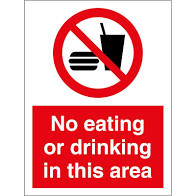 No eating
or drinking
in this area